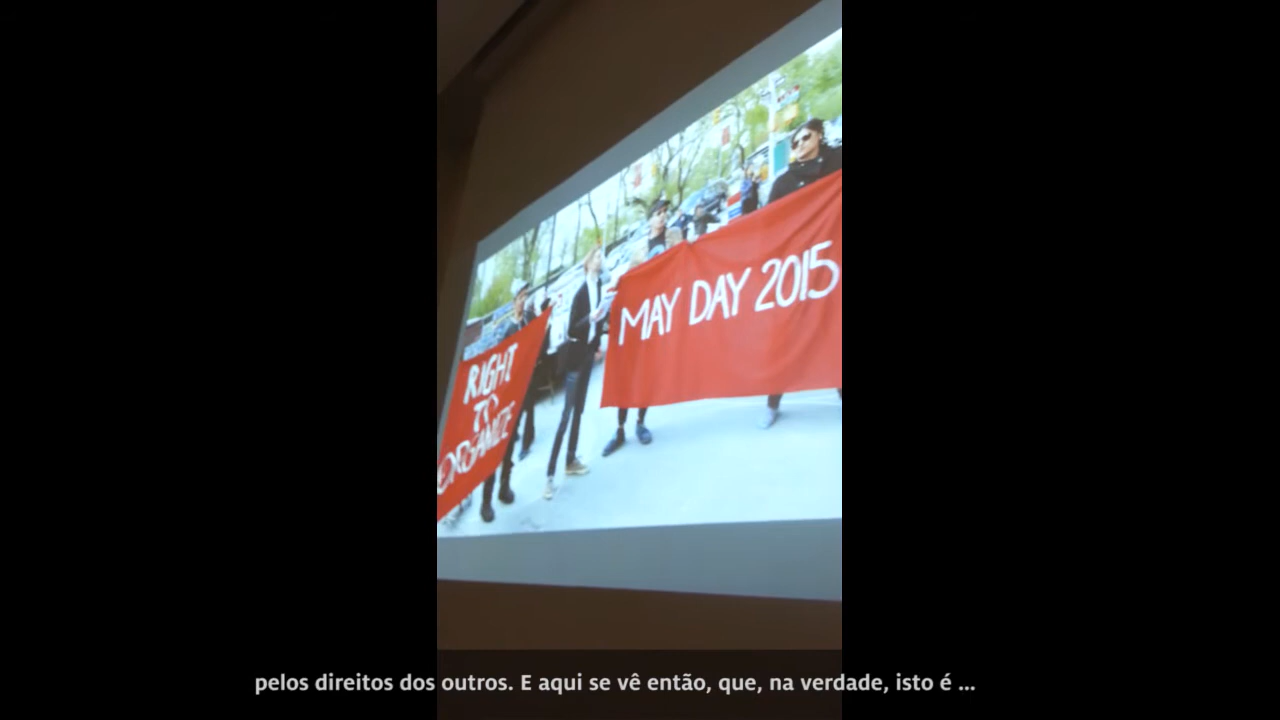 MAY DAY 2015
RIGHT
TO
ORGANIZE
pelos direitos dos outros. E aqui se vê então, que, na verdade, isto é ...